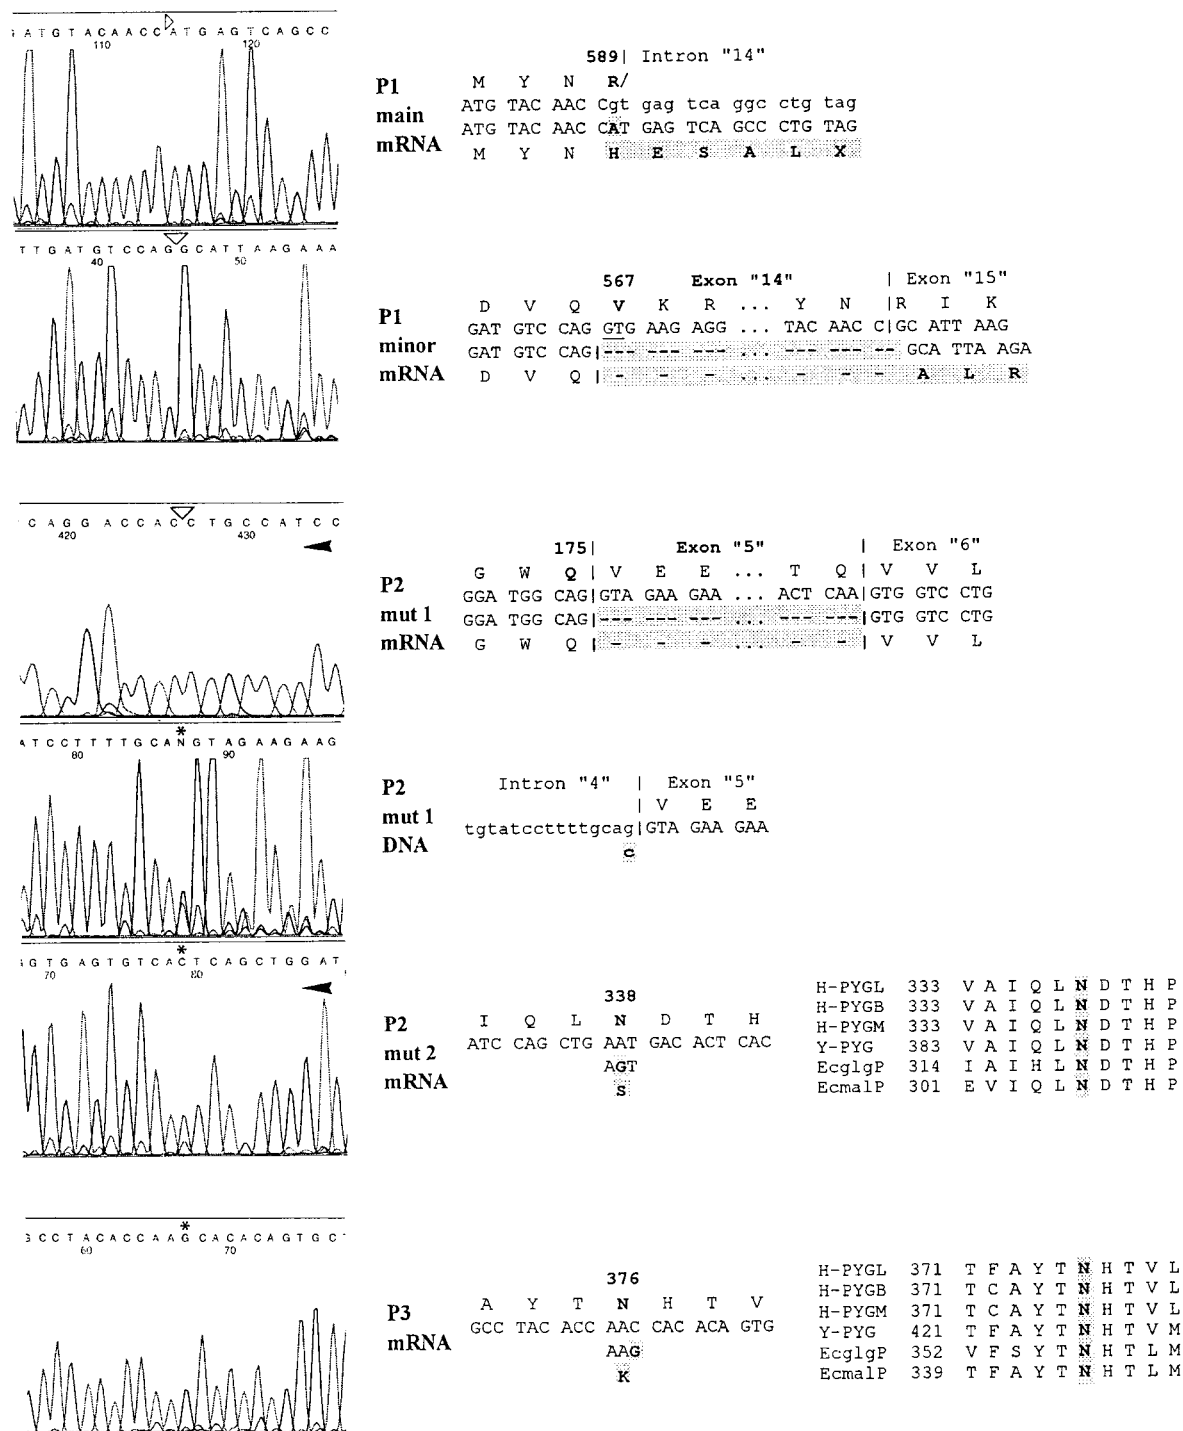 G A T G T A C A A C C A T G A G T C A G C C
110 120
589| Intron "14"
P1 main mRNA
M Y N R/
ATG TAC AAC Cgt gag tca ggc ctg tag
ATG TAC AAC CAT GAG TCA GCC CTG TAG
M Y N H E S A L X
T T G A T G T C C A G G C A T T A A G A A A
40 50
567 Exon "14" | Exon "15"
P1 minor mRNA
D V Q V K R ... Y N |R I K
GAT GTC CAG GTG AAG AGG ... TAC AAC C|GC ATT AAG
GAT GTC CAG|--- --- --- ... --- --- -- GCA TTA AGA
D V Q |- - - ... - - - A L R
C A G G A C C A C C T G C C A T C C
420 430
175| Exon "5" | Exon "6"
P2 mut 1 mRNA
G W Q | V E E ... T Q | V V L
GGA TGG CAG|GTA GAA GAA ... ACT CAA|GTG GTC CTG
GGA TGG CAG|--- --- --- ... --- ---|GTG GTC CTG
G W Q |- - - ... - - | V V L
*
A T C C T T T T G C A N G T A G A A G A A G
80 90
Intron "4" | Exon "5"
P2 mut 1 DNA
| V E E
tgtatccttttgcag|GTA GAA GAA
c
*
G G T G A G T G T C A C T C A G C T G G A T
70 80
338
P2 mut 2 mRNA
I Q L N D T H
ATC CAG CTG AAT GAC ACT CAC
AGT
S
H-PYGL 333 V A I Q L N D T H P
H-PYGB 333 V A I Q L N D T H P
H-PYGM 333 V A I Q L N D T H P
Y-PYG 383 V A I Q L N D T H P
EcglgP 314 I A I H L N D T H P
EcmalP 301 E V I Q L N D T H P
*
G C C T A C A C C A A G C A C A C A G T G C T
60 70
376
P3 mRNA
A Y T N H T V
GCC TAC ACC AAC CAC ACA GTG
AAG
K
H-PYGL 371 T F A Y T N H T V L
H-PYGB 371 T C A Y T N H T V L
H-PYGM 371 T C A Y T N H T V L
Y-PYG 421 T F A Y T N H T V M
EcglgP 352 V F S Y T N H T L M
EcmalP 339 T F A Y T N H T L M